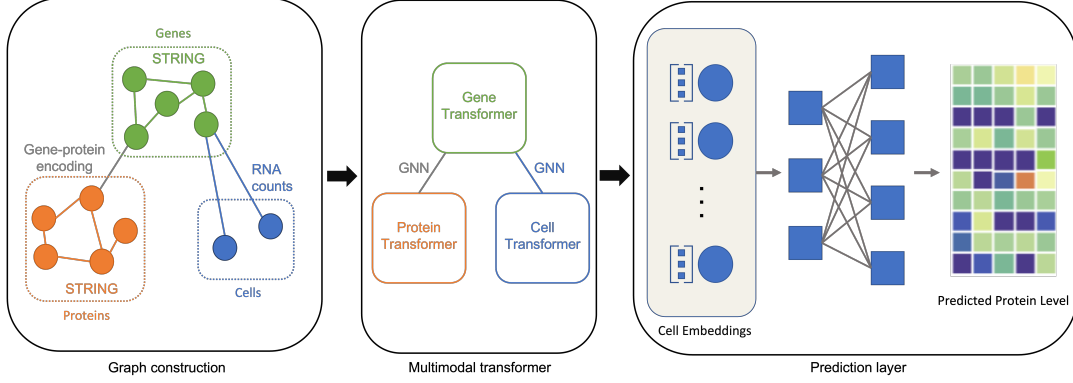 Genes
STRING
Gene-protein
encoding
RNA
counts
STRING
Proteins
Cells
Graph construction
Gene
Transformer
GNN
GNN
Protein
Transformer
Cell
Transformer
Multimodal transformer
Cell Embeddings
Predicted Protein Level
Prediction layer